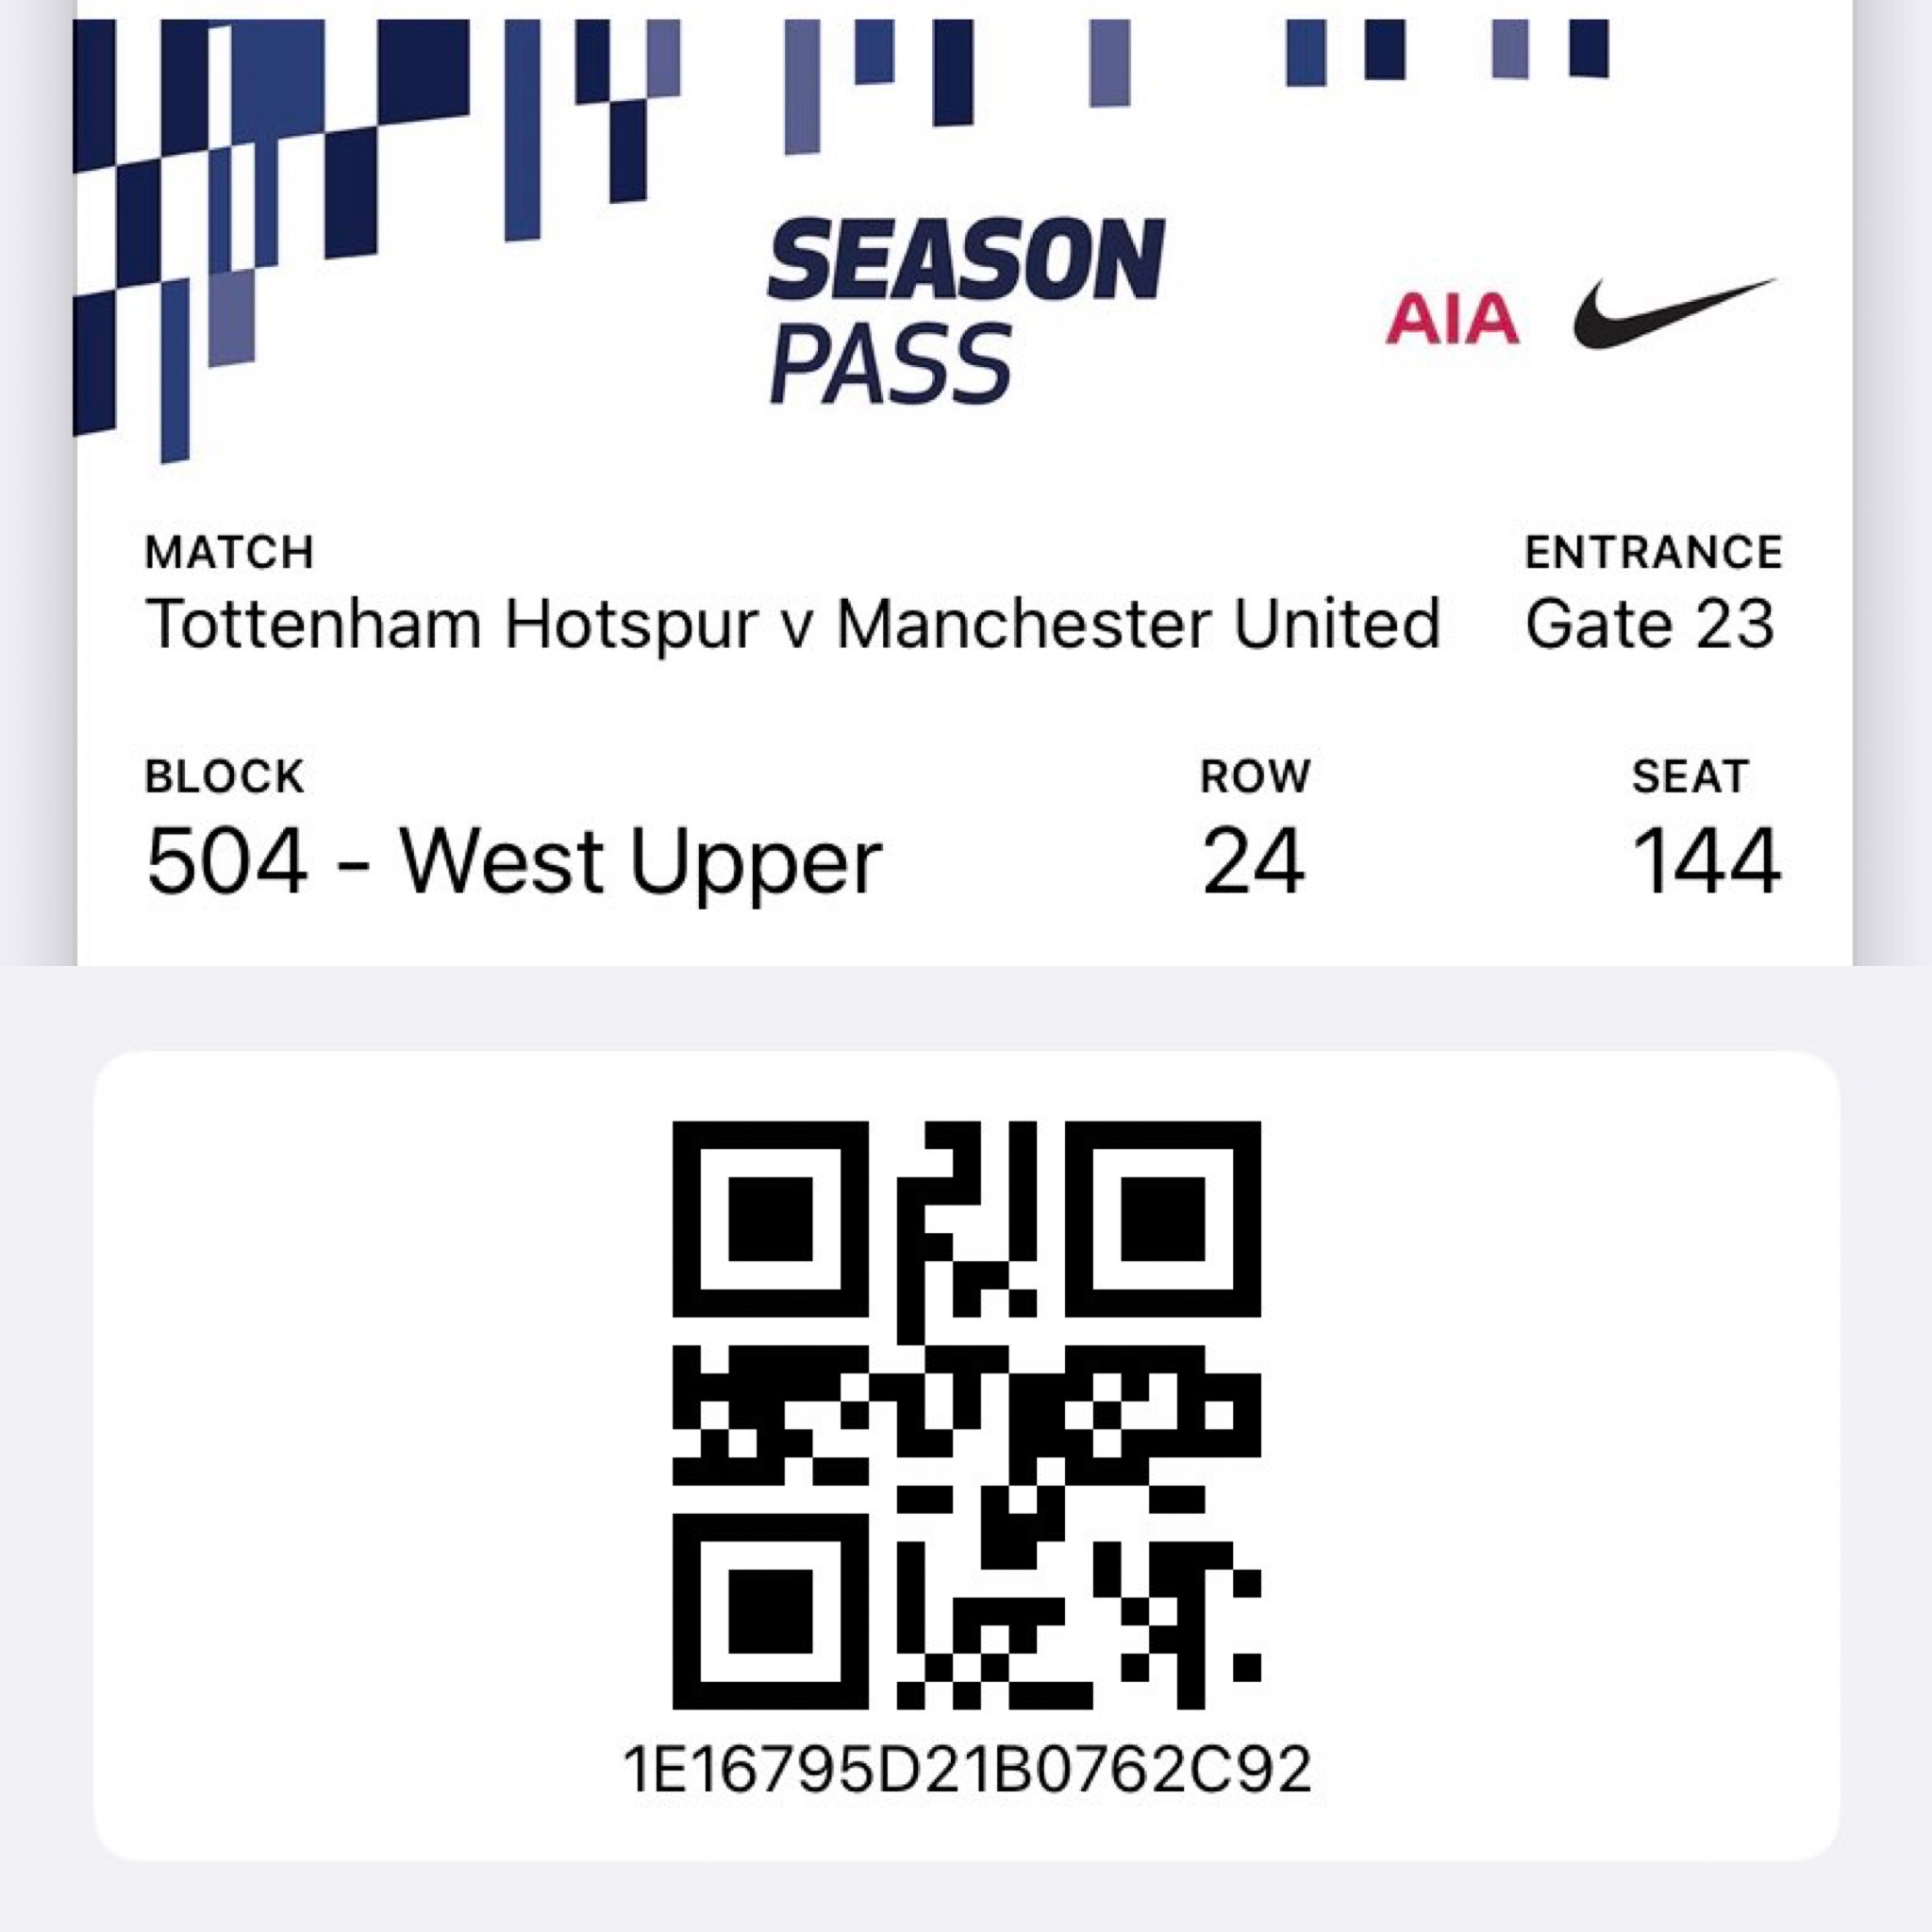 SEASON
PASS
AIA
MATCH ENTRANCE
Tottenham Hotspur v Manchester United Gate 23
BLOCK ROW SEAT
504 - West Upper 24 144
1E16795D21B0762C92